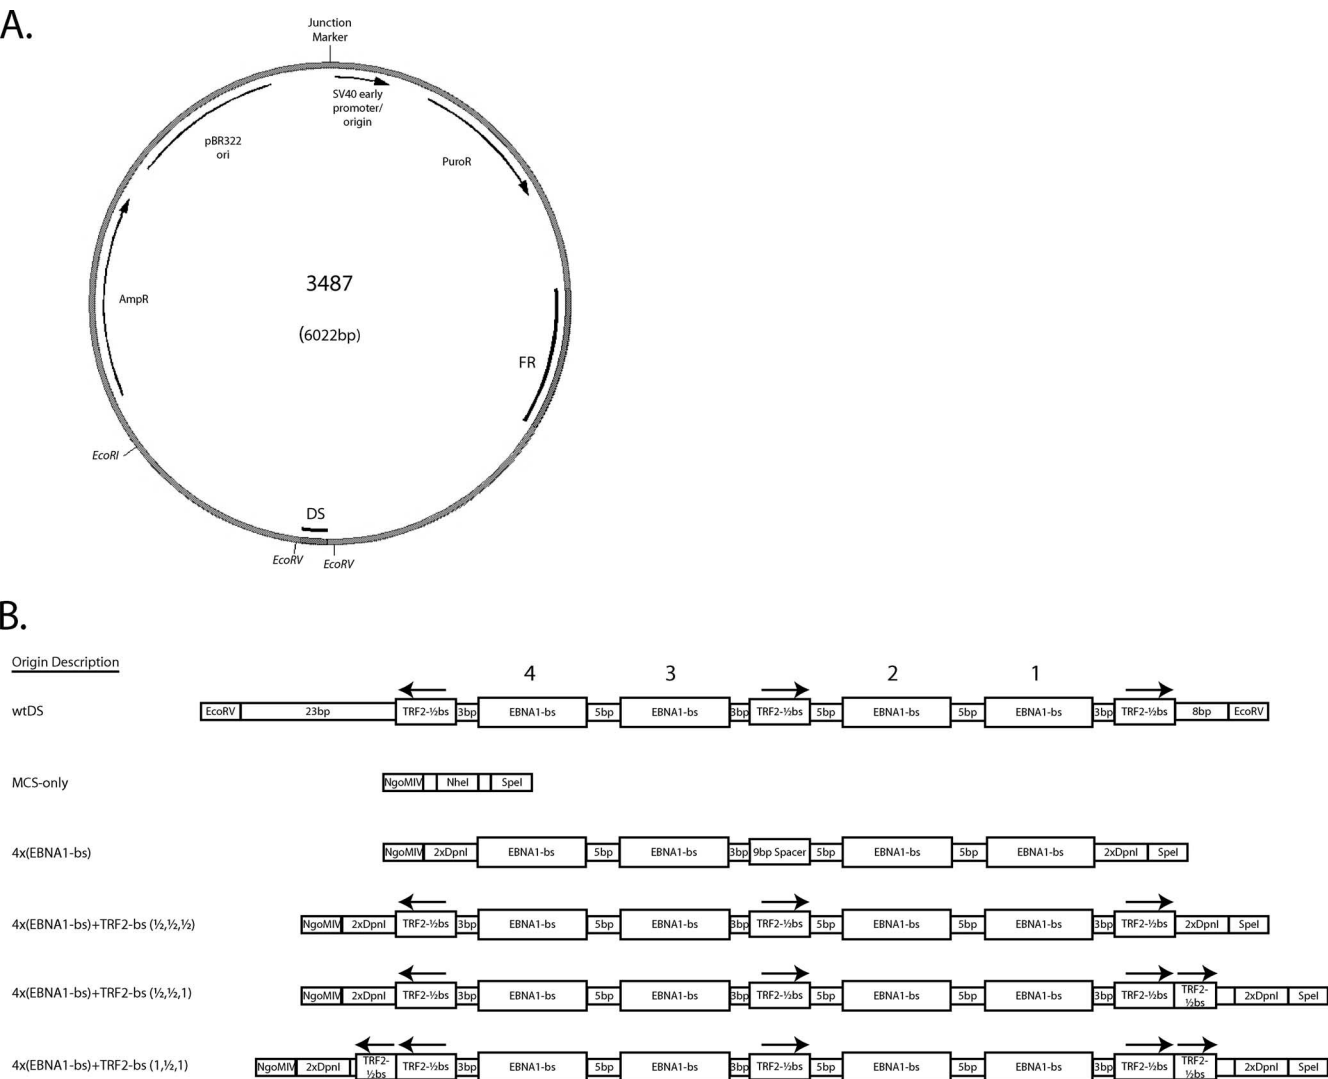 A.
Junction
Marker
SV40 early
promoter/
origin
pBR322
ori
PuroR
3487
(6022bp)
AmpR
FR
EcoRI
DS
EcoRV
EcoRV
B.
Origin Description
4 3 2 1
wtDS
EcoRV 23bp TRF2-½bs 3bp EBNA1-bs 5bp EBNA1-bs 3bp TRF2-½bs 5bp EBNA1-bs 5bp EBNA1-bs 3bp TRF2-½bs 8bp EcoRV
MCS-only
NgoMIV NheI SpeI
4x(EBNA1-bs)
NgoMIV 2xDpnI EBNA1-bs 5bp EBNA1-bs 3bp 9bp Spacer 5bp EBNA1-bs 5bp EBNA1-bs 2xDpnI SpeI
4x(EBNA1-bs)+TRF2-bs (½,½,½)
NgoMIV 2xDpnI TRF2-½bs 3bp EBNA1-bs 5bp EBNA1-bs 3bp TRF2-½bs 5bp EBNA1-bs 5bp EBNA1-bs 3bp TRF2-½bs 2xDpnI SpeI
4x(EBNA1-bs)+TRF2-bs (½,½,1)
NgoMIV 2xDpnI TRF2-½bs 3bp EBNA1-bs 5bp EBNA1-bs 3bp TRF2-½bs 5bp EBNA1-bs 5bp EBNA1-bs 3bp TRF2-½bs TRF2-½bs 2xDpnI SpeI
4x(EBNA1-bs)+TRF2-bs (1,½,1)
NgoMIV 2xDpnI TRF2-½bs TRF2-½bs 3bp EBNA1-bs 5bp EBNA1-bs 3bp TRF2-½bs 5bp EBNA1-bs 5bp EBNA1-bs 3bp TRF2-½bs TRF2-½bs 2xDpnI SpeI